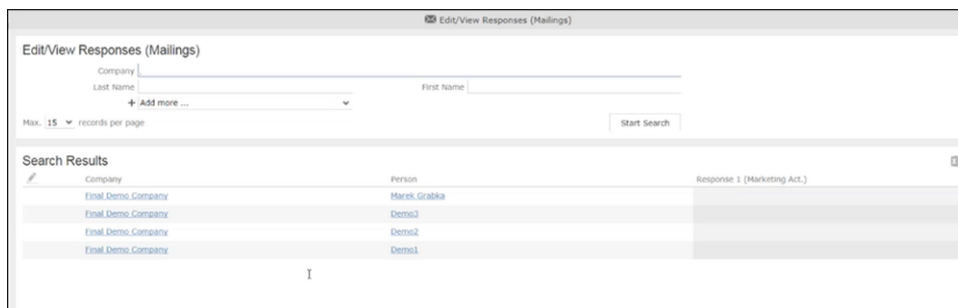 Edit/View Responses (Mailings)
Edit/View Responses (Mailings)
Company
Last Name First Name
+ Add more ...
Max. 15 records per page Start Search
Search Results
Company Person Response 1 (Marketing Act.)
Final Demo Company Marek Grabka
Final Demo Company Demo3
Final Demo Company Demo2
Final Demo Company Demo1